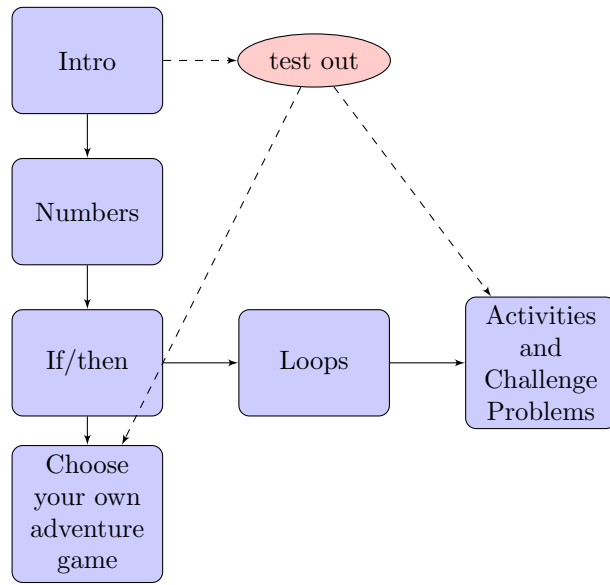 Intro
test out
Numbers
If/then
Loops
Activities
and
Challenge
Problems
Choose
your own
adventure
game